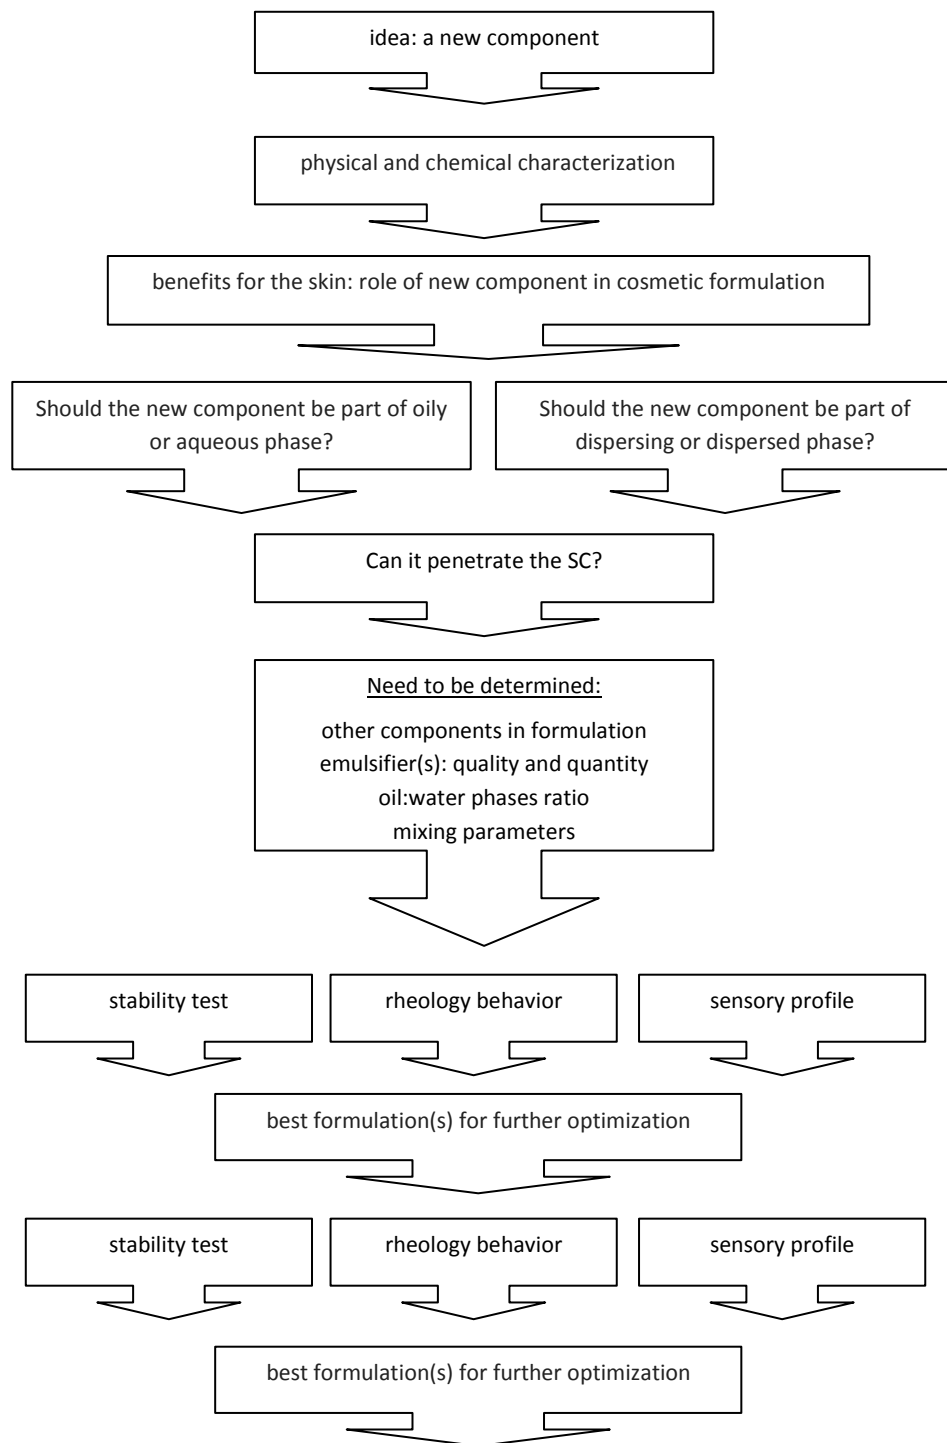 idea: a new component
physical and chemical characterization
benefits for the skin: role of new component in cosmetic formulation
Should the new component be part of oily
or aqueous phase?
Should the new component be part of
dispersing or dispersed phase?
Can it penetrate the SC?
Need to be determined:
other components in formulation
emulsifier(s): quality and quantity
oil:water phases ratio
mixing parameters
stability test
rheology behavior
sensory profile
best formulation(s) for further optimization
stability test
rheology behavior
sensory profile
best formulation(s) for further optimization